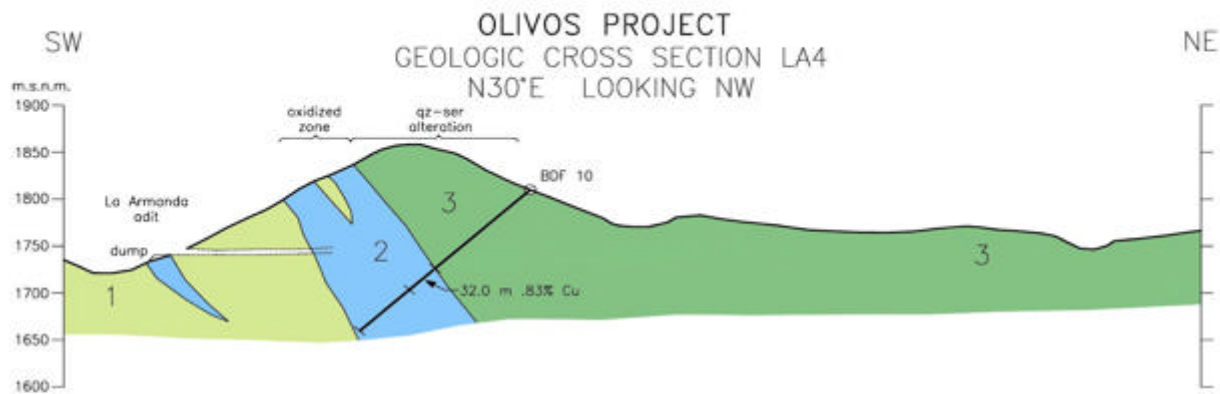 OLIVOS PROJECT
SW
NE
GEOLOGIC CROSS SECTION LA4
N30°E LOOKING NW
m.s.n.m.
1900
1850
1800
1750
1700
1650
1600
oxidized
zone
qz-ser
alteration
BDF 10
La Armanda
adit
dump
1
2
3
3
32.0 m .83% Cu